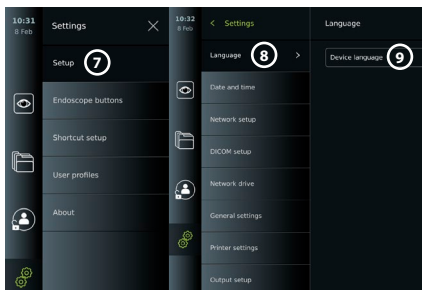 10:31
8 Feb
Settings
Setup
7
Endoscope buttons
Shortcut setup
User profiles
About
10:32
8 Feb
< Settings
Language
8
>
Date and time
Network setup
DICOM setup
Network drive
General settings
Printer settings
Output setup
Language
Device language
9